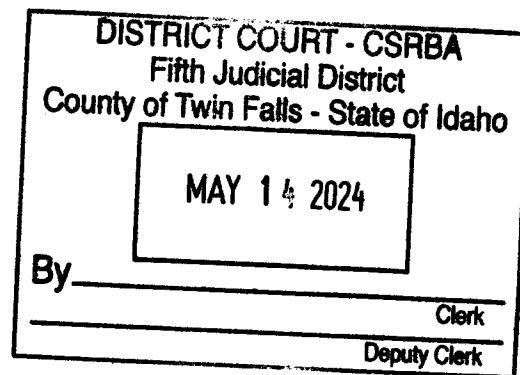 DISTRICT COURT - CSRBA
Fifth Judicial District
County of Twin Falls - State of Idaho
MAY 14 2024
By
Clerk
Deputy Clerk